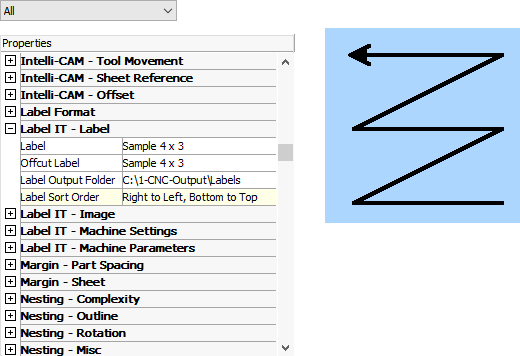 All
Properties
Intelli-CAM - Tool Movement
Intelli-CAM - Sheet Reference
Intelli-CAM - Offset
Label Format
Label IT - Label
Label Sample 4 x 3
Offcut Label Sample 4 x 3
Label Output Folder C:\1-CNC-Output\Labels
Label Sort Order Right to Left, Bottom to Top
Label IT - Image
Label IT - Machine Settings
Label IT - Machine Parameters
Margin - Part Spacing
Margin - Sheet
Nesting - Complexity
Nesting - Outline
Nesting - Rotation
Nesting - Misc